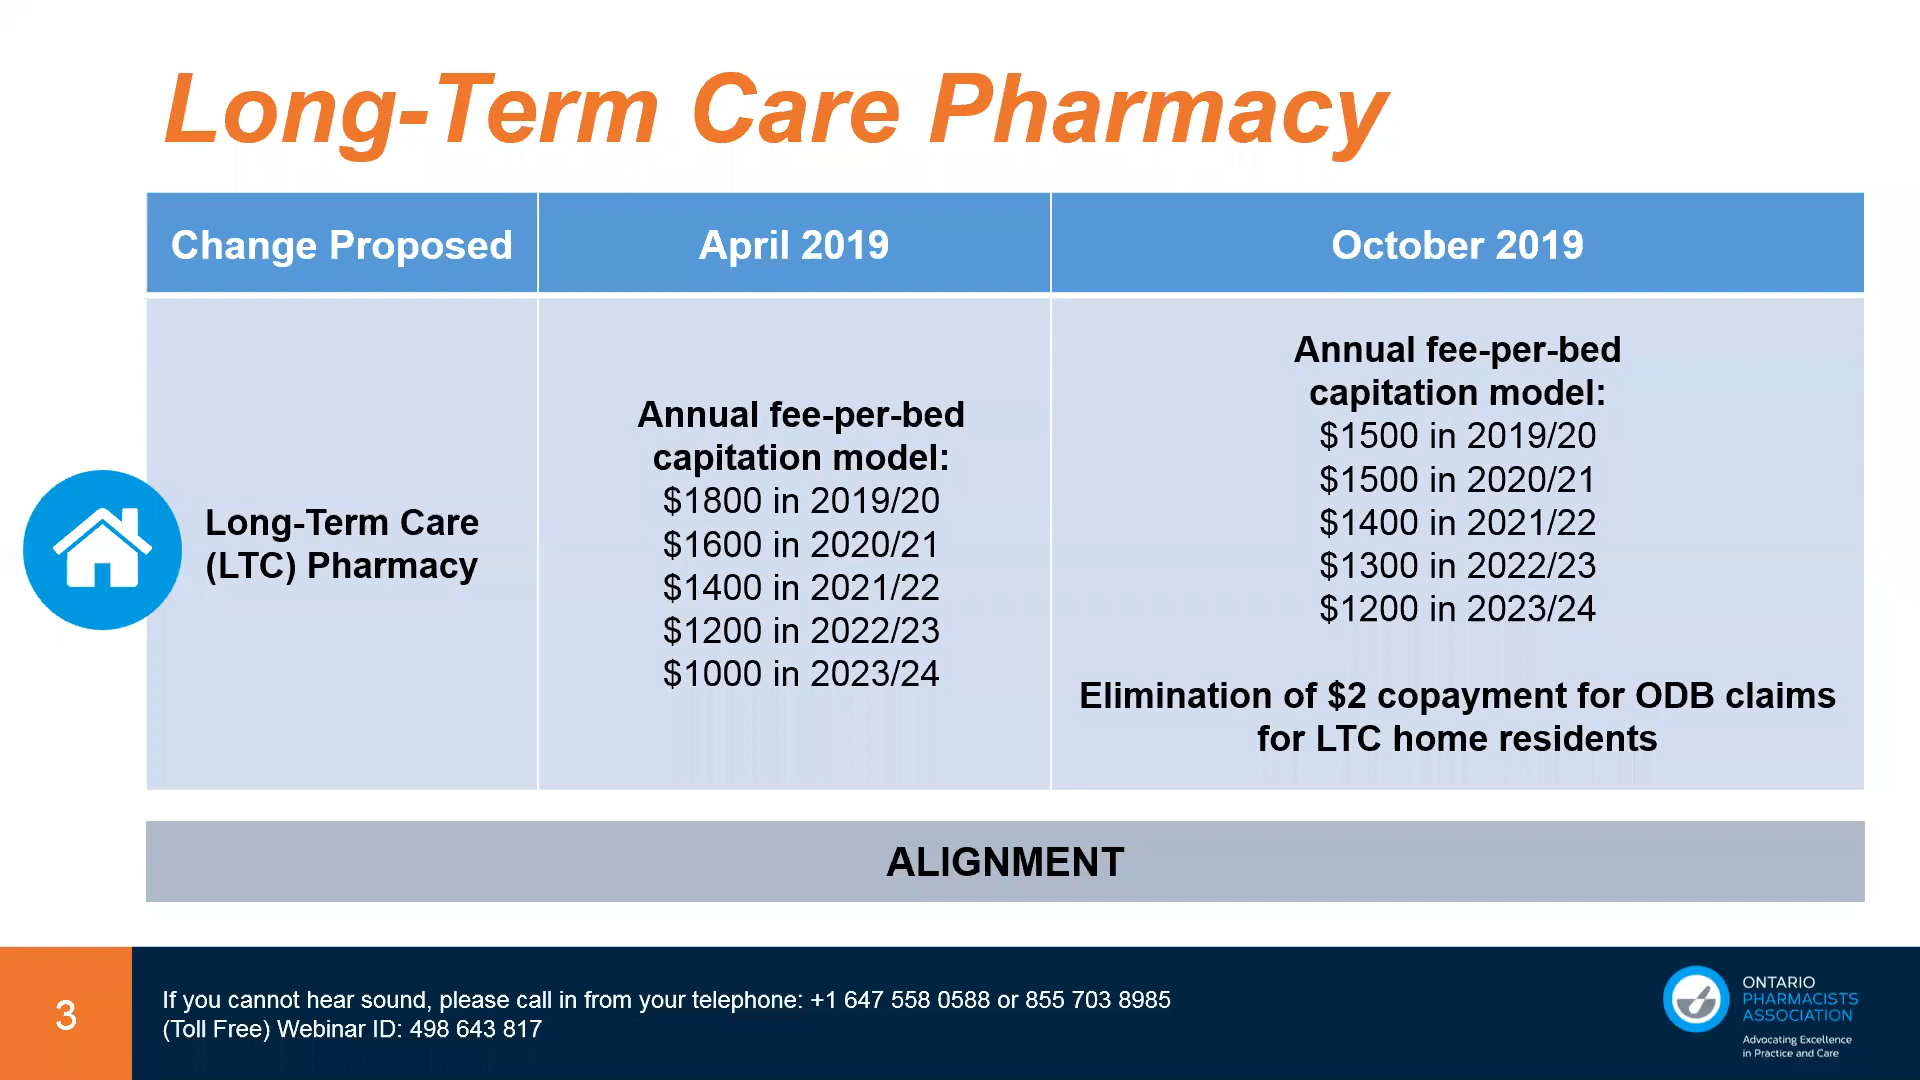 Long-Term Care Pharmacy
Change Proposed
April 2019
October 2019
Long-Term Care
(LTC) Pharmacy
Annual fee-per-bed
capitation model:
$1800 in 2019/20
$1600 in 2020/21
$1400 in 2021/22
$1200 in 2022/23
$1000 in 2023/24
Annual fee-per-bed
capitation model:
$1500 in 2019/20
$1500 in 2020/21
$1400 in 2021/22
$1300 in 2022/23
$1200 in 2023/24
Elimination of $2 copayment for ODB claims
for LTC home residents
ALIGNMENT
3
If you cannot hear sound, please call in from your telephone: +1 647 558 0588 or 855 703 8985
(Toll Free) Webinar ID: 498 643 817
ONTARIO
PHARMACISTS
ASSOCIATION
Advocating Excellence
in Practice and Care